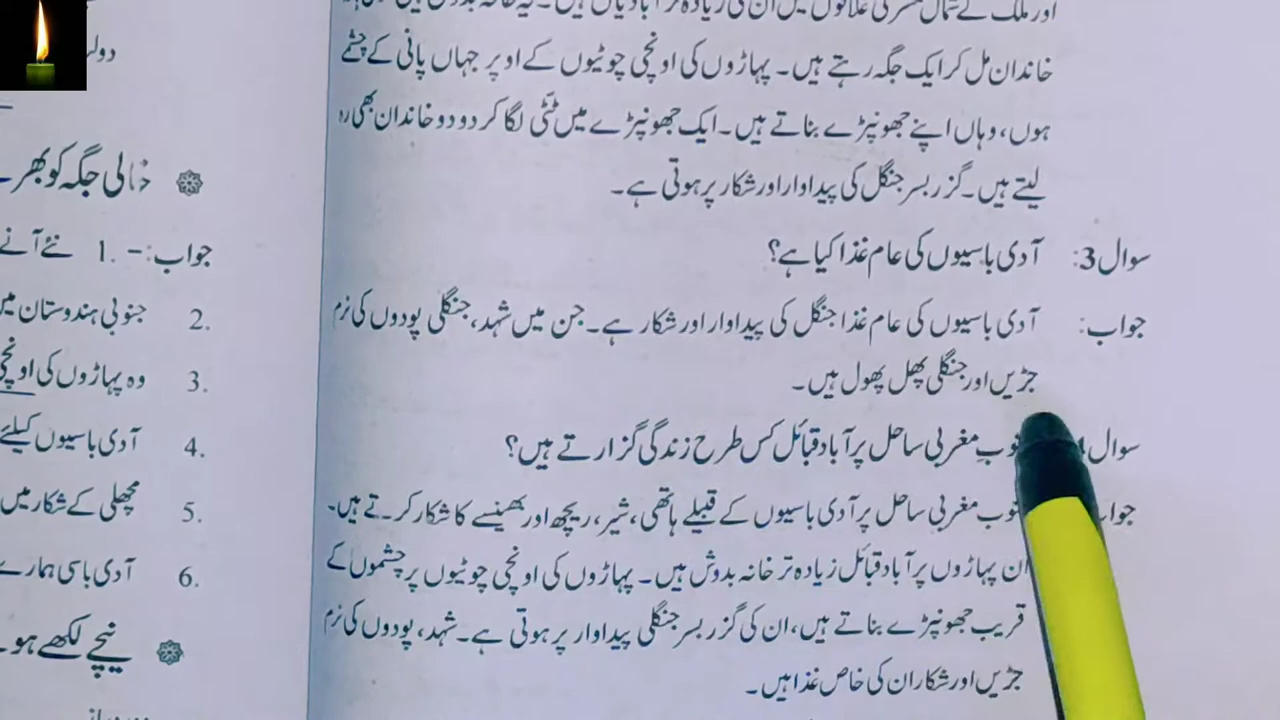 خاندان مل کر ایک جگہ رہتے ہیں۔ پہاڑوں کی اونچی چوٹیوں کے اوپر جہاں پانی کے چشمے
ہوں، وہاں اپنے جھونپڑے بناتے ہیں۔ ایک جھونپڑے میں ٹٹّی لگا کر دو دو خاندان بھی رہ
لیتے ہیں۔ گزر بسر جنگل کی پیداوار اور شکار پر ہوتی ہے۔
سوال 3: آدی باسیوں کی عام غذا کیا ہے؟
جواب: آدی باسیوں کی عام غذا جنگل کی پیداوار اور شکار ہے۔ جن میں شہد، جنگلی پودوں کی نرم
جڑیں اور جنگلی پھل پھول ہیں۔
سوال مغربی ساحل پر آباد قبائل کس طرح زندگی گزارتے ہیں؟
مغربی ساحل پر آدی باسیوں کے قبیلے ہاتھی، شیر، ریچھ اور بھینسے کا شکار کرتے ہیں۔
ان پہاڑوں پر آباد قبائل زیادہ تر خانہ بدوش ہیں۔ پہاڑوں کی اونچی چوٹیوں پر چشموں کے
قریب جھونپڑے بناتے ہیں، ان کی گزر بسر جنگلی پیداوار پر ہوتی ہے۔ شہد، پودوں کی نرم
جڑیں اور شکار ان کی خاص غذا ہیں۔
خالی جگہ کو بھر
جواب:- 1. نئے آنے
2. جنوبی ہندوستان میں
3. وہ پہاڑوں کی اونچی
4. آدی باسیوں کیلئے
5. مچھلی کے شکار میں
6. آدی باسی ہمارے
نیچے لکھے ہو